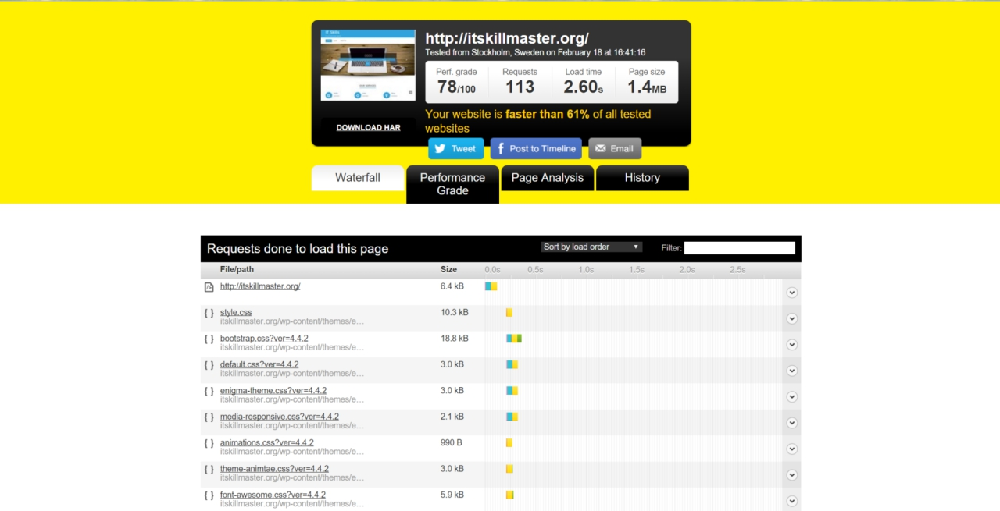 http://itskillmaster.org/
Tested from Stockholm, Sweden on February 18 at 16:41:16
Perf. grade Requests Load time Page size
78/100 113 2.60s 1.4MB
Your website is faster than 61% of all tested
websites
DOWNLOAD HAR
Tweet Post to Timeline Email
Waterfall Performance Grade Page Analysis History
Requests done to load this page Sort by load order Filter:
File/path Size 0.0s 0.5s 1.0s 1.5s 2.0s 2.5s
http://itskillmaster.org/ 6.4 kB
style.css 10.3 kB
itskillmaster.org/wp-content/themes/e…
bootstrap.css?ver=4.4.2 18.8 kB
itskillmaster.org/wp-content/themes/e…
default.css?ver=4.4.2 3.0 kB
itskillmaster.org/wp-content/themes/e…
enigma-theme.css?ver=4.4.2 3.0 kB
itskillmaster.org/wp-content/themes/e…
media-responsive.css?ver=4.4.2 2.1 kB
itskillmaster.org/wp-content/themes/e…
animations.css?ver=4.4.2 990 B
itskillmaster.org/wp-content/themes/e…
theme-animtae.css?ver=4.4.2 3.0 kB
itskillmaster.org/wp-content/themes/e…
font-awesome.css?ver=4.4.2 5.9 kB
itskillmaster.org/wp-content/themes/e…